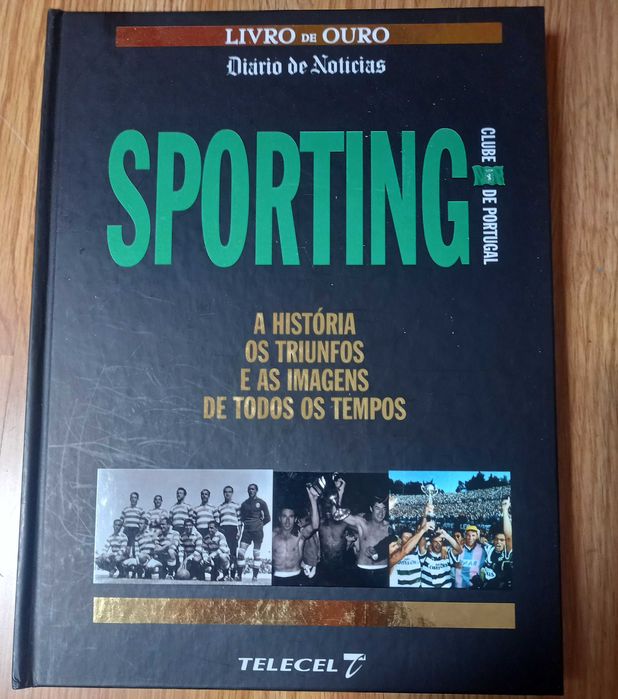 LIVRO DE OURO
Diário de Notícias
SPORTING
CLUBE DE PORTUGAL
A HISTÓRIA
OS TRIUNFOS
E AS IMAGENS
DE TODOS OS TEMPOS
TELECEL